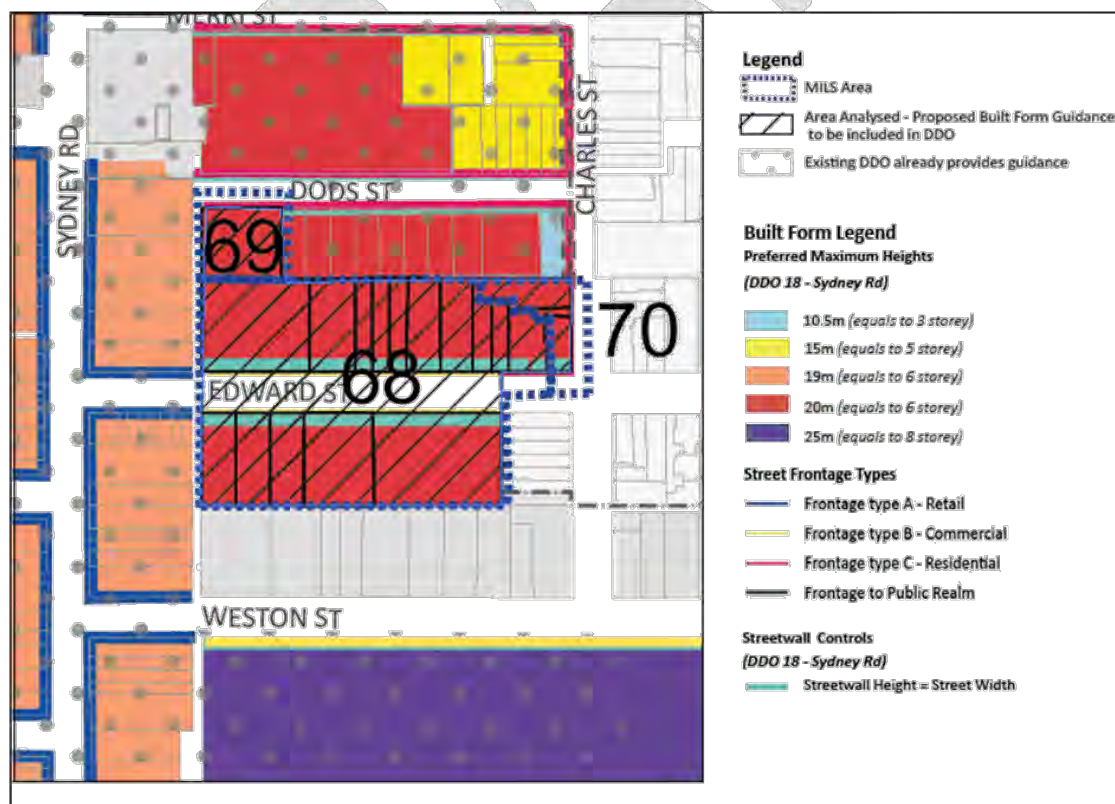 MERRI ST
SYDNEY RD
CHARLES ST
DODS ST
69
70
68
EDWARD ST
WESTON ST
Legend
MILS Area
Area Analysed - Proposed Built Form Guidance
to be included in DDO
Existing DDO already provides guidance
Built Form Legend
Preferred Maximum Heights
(DDO 18 - Sydney Rd)
10.5m (equals to 3 storey)
15m (equals to 5 storey)
19m (equals to 6 storey)
20m (equals to 6 storey)
25m (equals to 8 storey)
Street Frontage Types
Frontage type A - Retail
Frontage type B - Commercial
Frontage type C - Residential
Frontage to Public Realm
Streetwall Controls
(DDO 18 - Sydney Rd)
Streetwall Height = Street Width